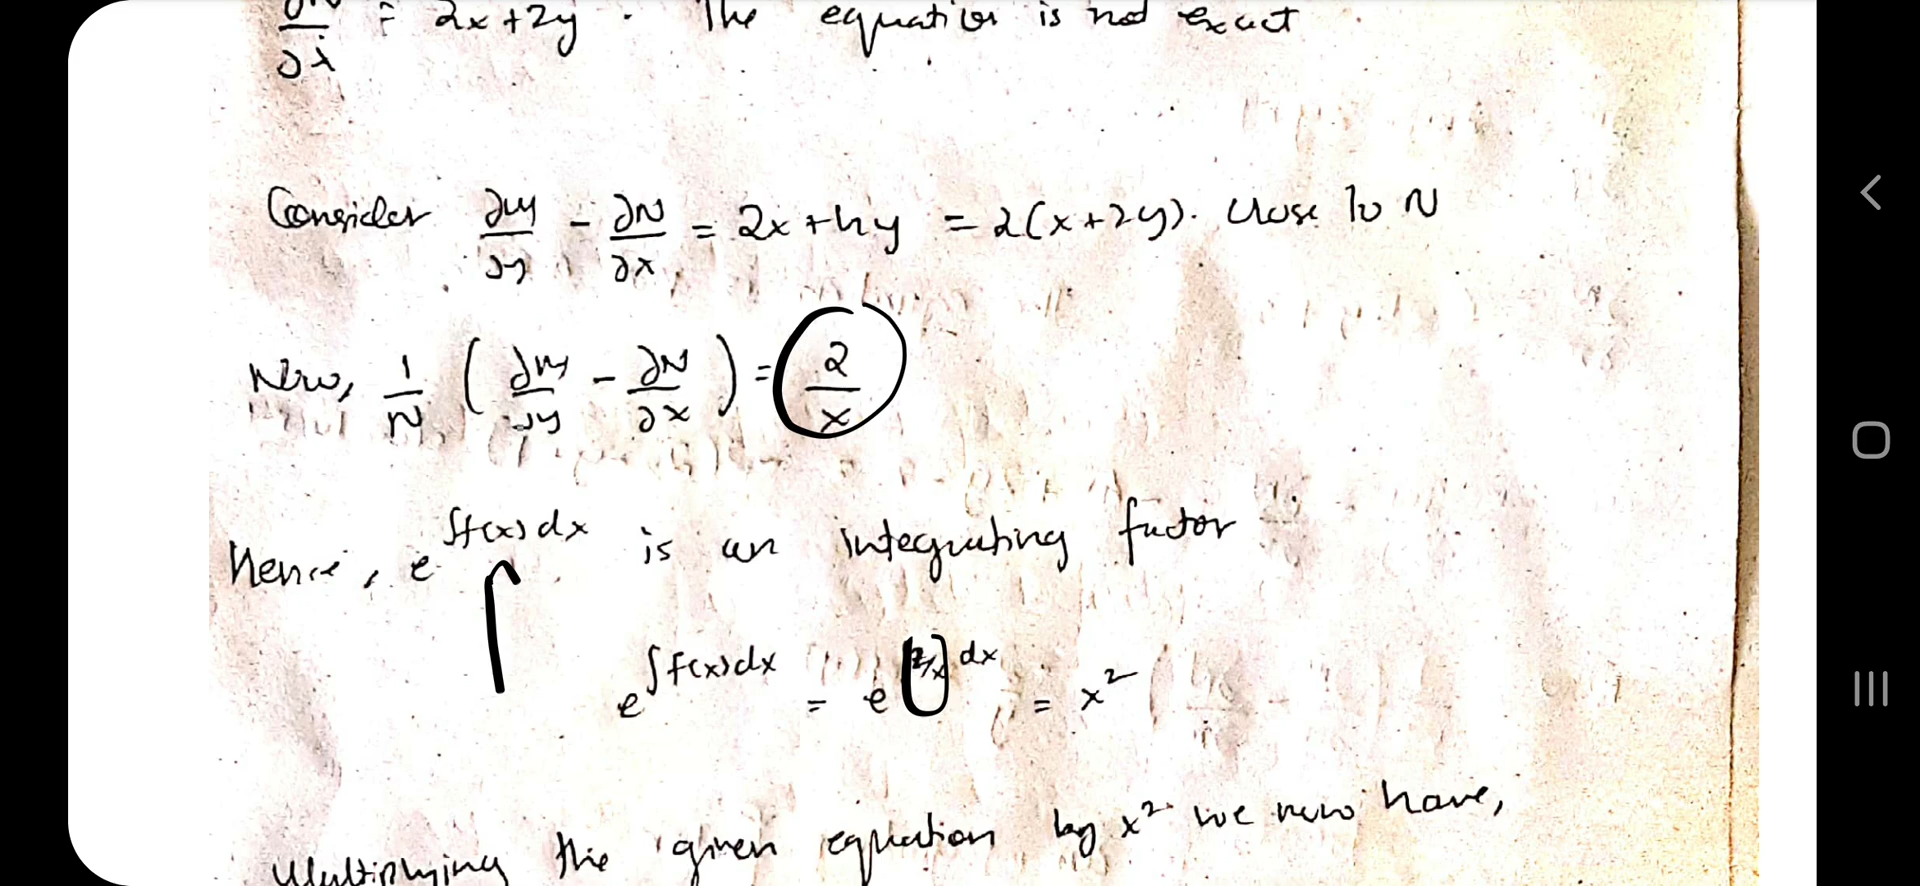 ∂N/∂x = 2x+2y. The equation is not exact
Consider ∂M/∂y - ∂N/∂x = 2x+4y = 2(x+2y). Close to N
Now, 1/N (∂M/∂y - ∂N/∂x) = 2/x
Hence, e^∫f(x)dx is an integrating factor
e^∫f(x)dx = e^∫2/x dx = x²
Multiplying the given equation by x² we now have,